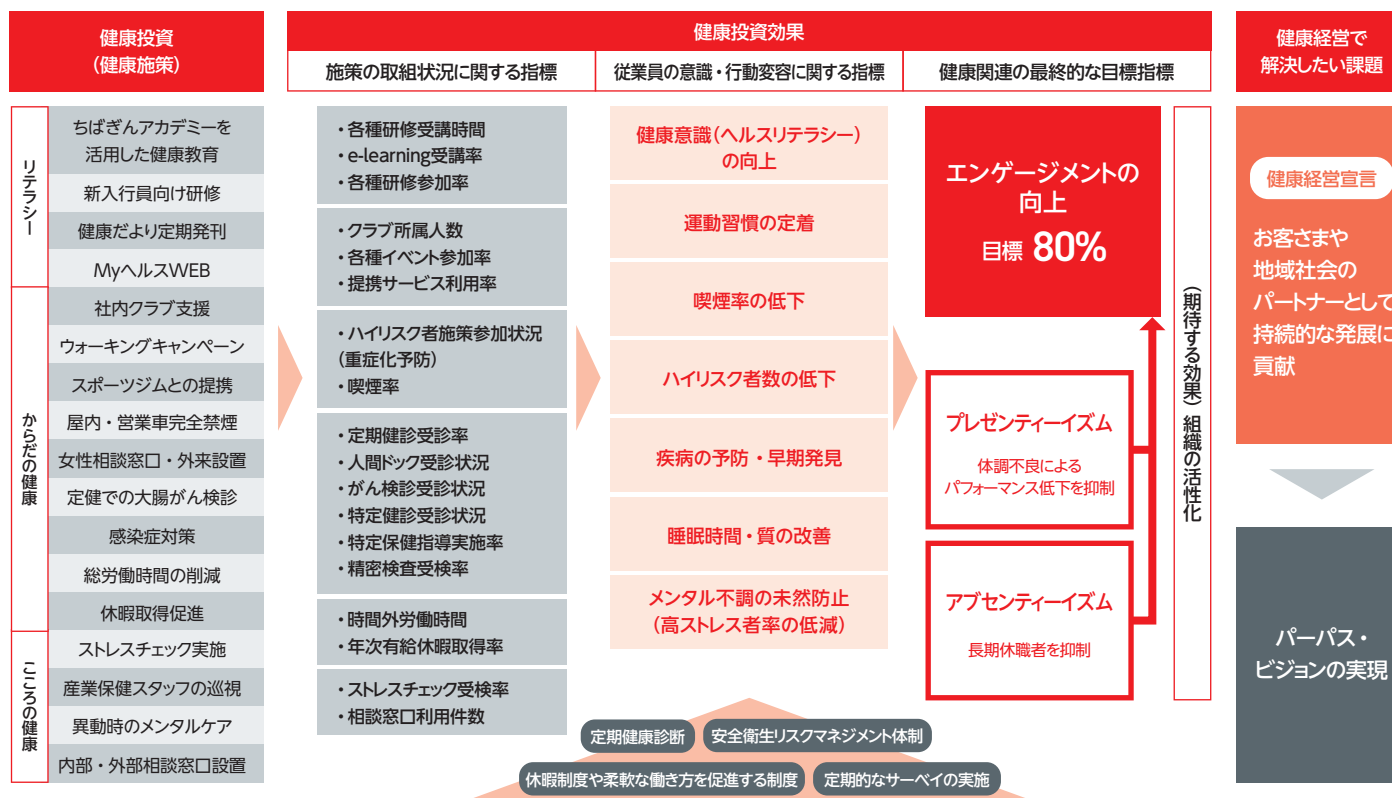 健康投資
(健康施策)
健康投資効果
施策の取組状況に関する指標
従業員の意識・行動変容に関する指標
健康関連の最終的な目標指標
健康経営で
解決したい課題
リテラシー
ちばぎんアカデミーを
活用した健康教育
新入行員向け研修
健康だより定期発刊
MyヘルスWEB
からだの健康
社内クラブ支援
ウォーキングキャンペーン
スポーツジムとの提携
屋内・営業車完全禁煙
女性相談窓口・外来設置
定健での大腸がん検診
感染症対策
総労働時間の削減
休暇取得促進
こころの健康
ストレスチェック実施
産業保健スタッフの巡視
異動時のメンタルケア
内部・外部相談窓口設置
・各種研修受講時間
・e-learning受講率
・各種研修参加率
・クラブ所属人数
・各種イベント参加率
・提携サービス利用率
・ハイリスク者施策参加状況
(重症化予防)
・喫煙率
・定期健診受診率
・人間ドック受診状況
・がん検診受診状況
・特定健診受診状況
・特定保健指導実施率
・精密検査受検率
・時間外労働時間
・年次有給休暇取得率
・ストレスチェック受検率
・相談窓口利用件数
健康意識(ヘルスリテラシー)
の向上
運動習慣の定着
喫煙率の低下
ハイリスク者数の低下
疾病の予防・早期発見
睡眠時間・質の改善
メンタル不調の未然防止
(高ストレス者率の低減)
エンゲージメントの
向上
目標 80%
プレゼンティーイズム
体調不良による
パフォーマンス低下を抑制
アブセンティーイズム
長期休職者を抑制
(期待する効果)組織の活性化
健康経営宣言
お客さまや
地域社会の
パートナーとして
持続的な発展に
貢献
パーパス・
ビジョンの実現
定期健康診断
安全衛生リスクマネジメント体制
休暇制度や柔軟な働き方を促進する制度
定期的なサーベイの実施